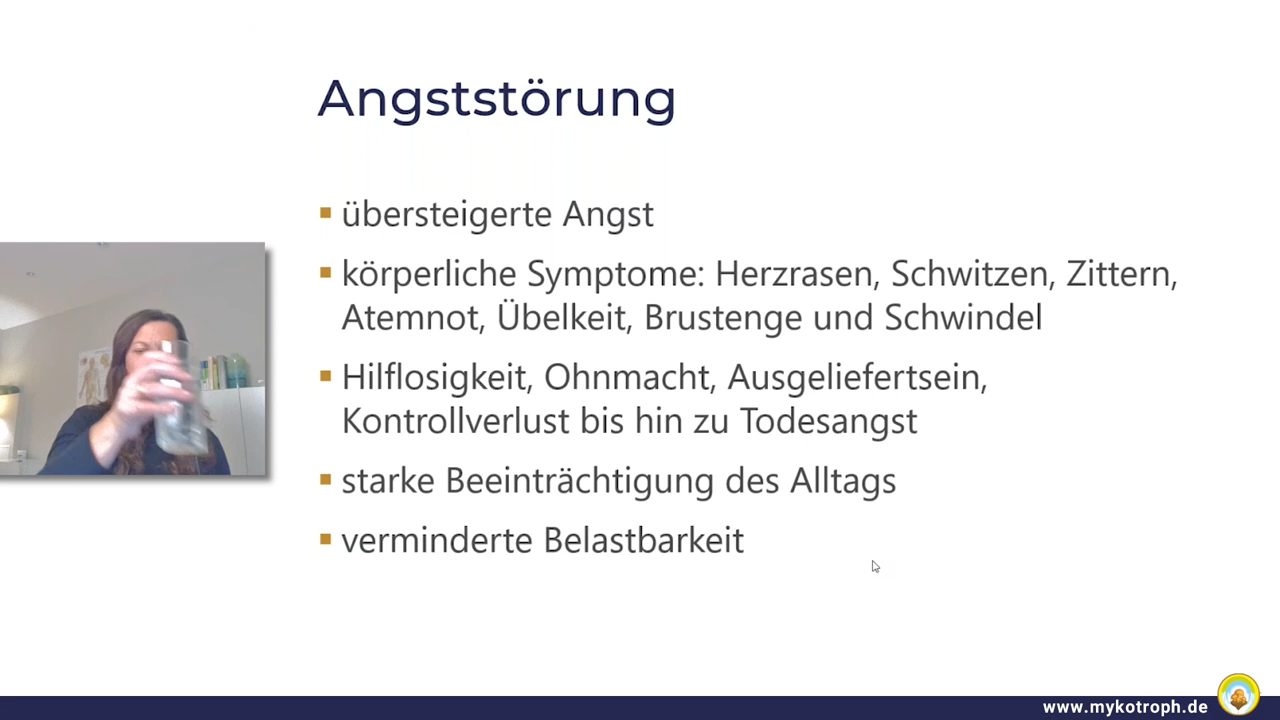 Angststörung
übersteigerte Angst
körperliche Symptome: Herzrasen, Schwitzen, Zittern,
Atemnot, Übelkeit, Brustenge und Schwindel
Hilflosigkeit, Ohnmacht, Ausgeliefertsein,
Kontrollverlust bis hin zu Todesangst
starke Beeinträchtigung des Alltags
verminderte Belastbarkeit
www.mykotroph.de